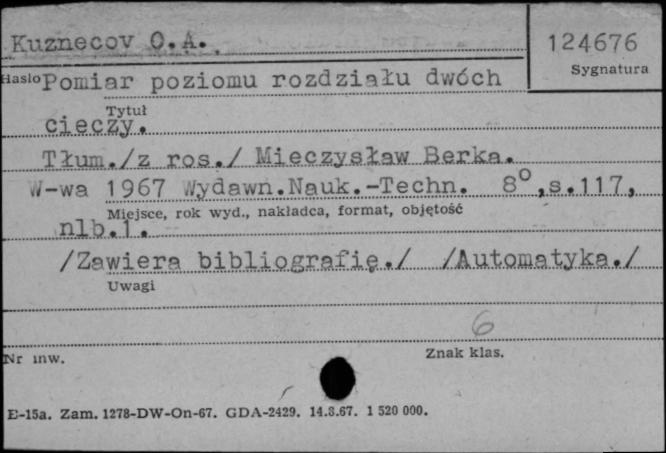 Kuznecov O.A.
124676
Sygnatura
Hasło Pomiar poziomu rozdziału dwóch
Tytuł
cieczy.
Tłum./z ros./ Mieczysław Berka.
W-wa 1967 Wydawn.Nauk.-Techn. 8°,s.117,
Miejsce, rok wyd., nakładca, format, objętość
nlb.1.
/Zawiera bibliografię./ /Automatyka./
Uwagi
6
Nr inw.
Znak klas.
E-15a. Zam. 1278-DW-On-67. GDA-2429. 14.8.67. 1 520 000.